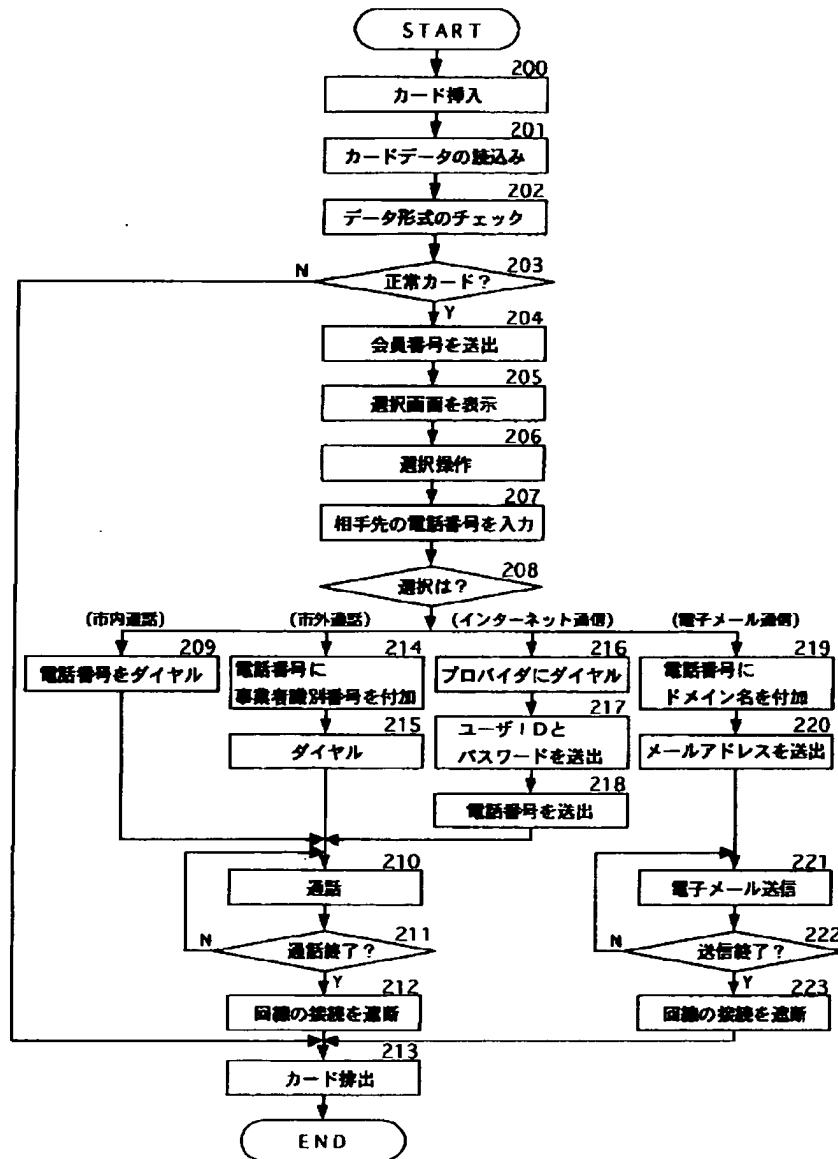 START
200
カード挿入
201
カードデータの読込み
202
データ形式のチェック
203
正常カード?
N
Y
204
会員番号を送出
205
選択画面を表示
206
選択操作
207
相手先の電話番号を入力
208
選択は?
(市内通話)
(市外通話)
(インターネット通信)
(電子メール通信)
209
電話番号をダイヤル
214
電話番号に
事業者識別番号を付加
215
ダイヤル
216
プロバイダにダイヤル
217
ユーザIDと
パスワードを送出
218
電話番号を送出
219
電話番号に
ドメイン名を付加
220
メールアドレスを送出
210
通話
211
通話終了?
N
Y
212
回線の接続を遮断
221
電子メール送信
222
送信終了?
N
Y
223
回線の接続を遮断
213
カード排出
END